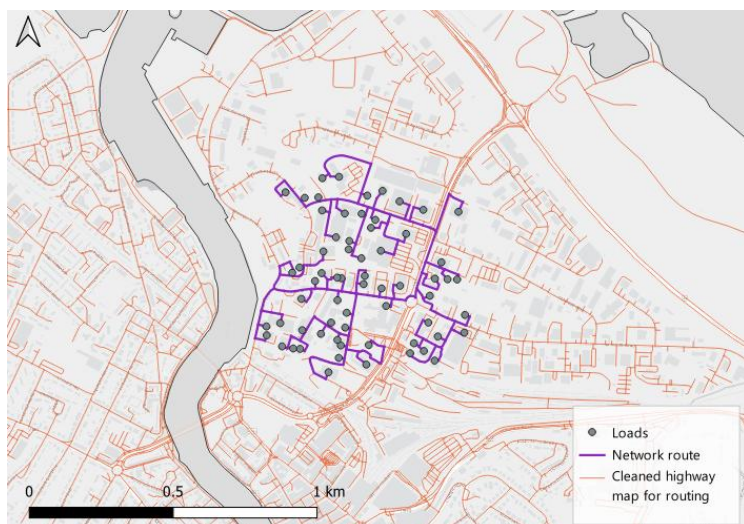 Loads
Network route
Cleaned highway
map for routing
0
0.5
1 km